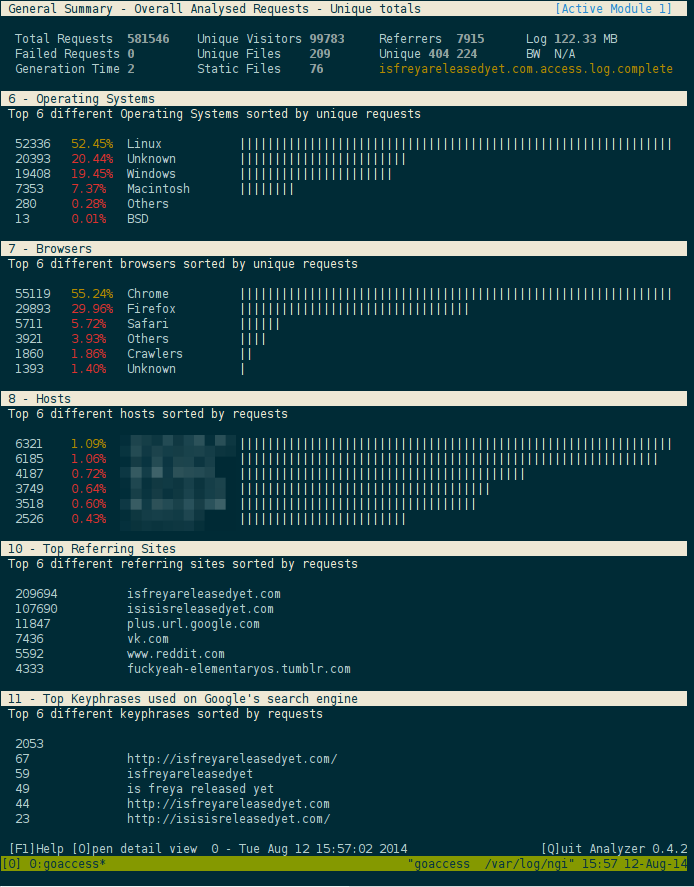 General Summary - Overall Analysed Requests - Unique totals [Active Module 1]
Total Requests 581546 Unique Visitors 99783 Referrers 7915 Log 122.33 MB
Failed Requests 0 Unique Files 209 Unique 404 224 BW N/A
Generation Time 2 Static Files 76 isfreyareleasedyet.com.access.log.complete
6 - Operating Systems
Top 6 different Operating Systems sorted by unique requests
52336 52.45% Linux
20393 20.44% Unknown
19408 19.45% Windows
7353 7.37% Macintosh
280 0.28% Others
13 0.01% BSD
7 - Browsers
Top 6 different browsers sorted by unique requests
55119 55.24% Chrome
29893 29.96% Firefox
5711 5.72% Safari
3921 3.93% Others
1860 1.86% Crawlers
1393 1.40% Unknown
8 - Hosts
Top 6 different hosts sorted by requests
6321 1.09%
6185 1.06%
4187 0.72%
3749 0.64%
3518 0.60%
2526 0.43%
10 - Top Referring Sites
Top 6 different referring sites sorted by requests
209694 isfreyareleasedyet.com
107690 isisisreleasedyet.com
11847 plus.url.google.com
7436 vk.com
5592 www.reddit.com
4333 fuckyeah-elementaryos.tumblr.com
11 - Top Keyphrases used on Google's search engine
Top 6 different keyphrases sorted by requests
2053
67 http://isfreyareleasedyet.com/
59 isfreyareleasedyet
49 is freya released yet
44 http://isfreyareleasedyet.com
23 http://isisisreleasedyet.com/
[F1]Help [O]pen detail view 0 - Tue Aug 12 15:57:02 2014 [Q]uit Analyzer 0.4.2
[0] 0:goaccess* "goaccess /var/log/ngi" 15:57 12-Aug-14